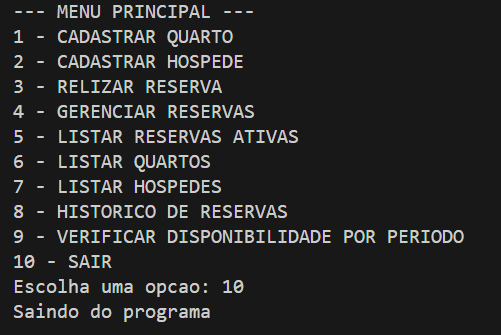 --- MENU PRINCIPAL ---
1 - CADASTRAR QUARTO
2 - CADASTRAR HOSPEDE
3 - RELIZAR RESERVA
4 - GERENCIAR RESERVAS
5 - LISTAR RESERVAS ATIVAS
6 - LISTAR QUARTOS
7 - LISTAR HOSPEDES
8 - HISTORICO DE RESERVAS
9 - VERIFICAR DISPONIBILIDADE POR PERIODO
10 - SAIR
Escolha uma opcao: 10
Saindo do programa